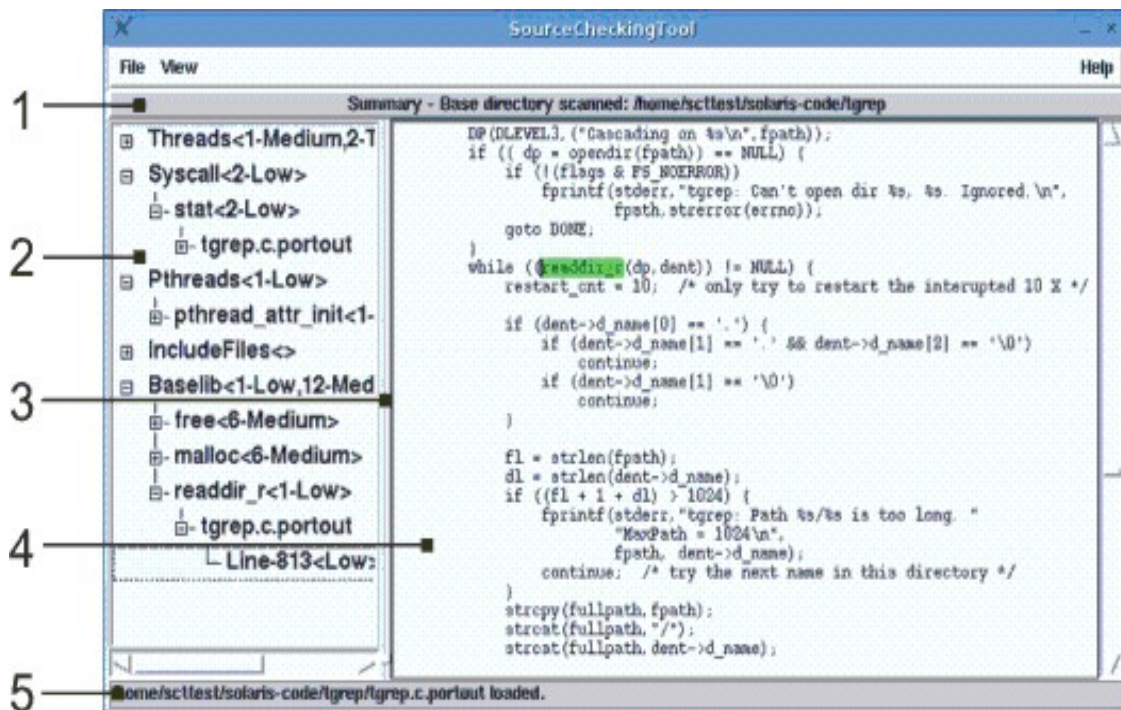 SourceCheckingTool
File View Help
1
Summary - Base directory scanned: /home/scttest/solaris-code/tgrep
Threads<1-Medium,2-T
Syscall<2-Low>
stat<2-Low>
tgrep.c.portout
2
Pthreads<1-Low>
pthread_attr_init<1-
IncludeFiles<>
Baselib<1-Low,12-Med
3
free<6-Medium>
malloc<6-Medium>
readdir_r<1-Low>
tgrep.c.portout
Line-813<Low>
DP(DLEVEL3, ("Cascading on %s\n", fpath));
if (( dp = opendir(fpath)) == NULL) {
if (!(flags & FS_NOERROR))
fprintf(stderr,"tgrep: Can't open dir %s, %s. Ignored.\n",
fpath,strerror(errno));
goto DONE;
}
while ((readdir_r(dp,dent)) != NULL) {
restart_cnt = 10; /* only try to restart the interupted 10 X */
if (dent->d_name[0] == '.') {
if (dent->d_name[1] == '.' && dent->d_name[2] == '\0')
continue;
if (dent->d_name[1] == '\0')
continue;
}
fl = strlen(fpath);
dl = strlen(dent->d_name);
if ((fl + 1 + dl) > 1024) {
fprintf(stderr,"tgrep: Path %s/%s is too long. "
"MaxPath = 1024\n",
fpath, dent->d_name);
continue; /* try the next name in this directory */
}
strcpy(fullpath,fpath);
strcat(fullpath,"/");
strcat(fullpath,dent->d_name);
4
5
home/scttest/solaris-code/tgrep/tgrep.c.portout loaded.